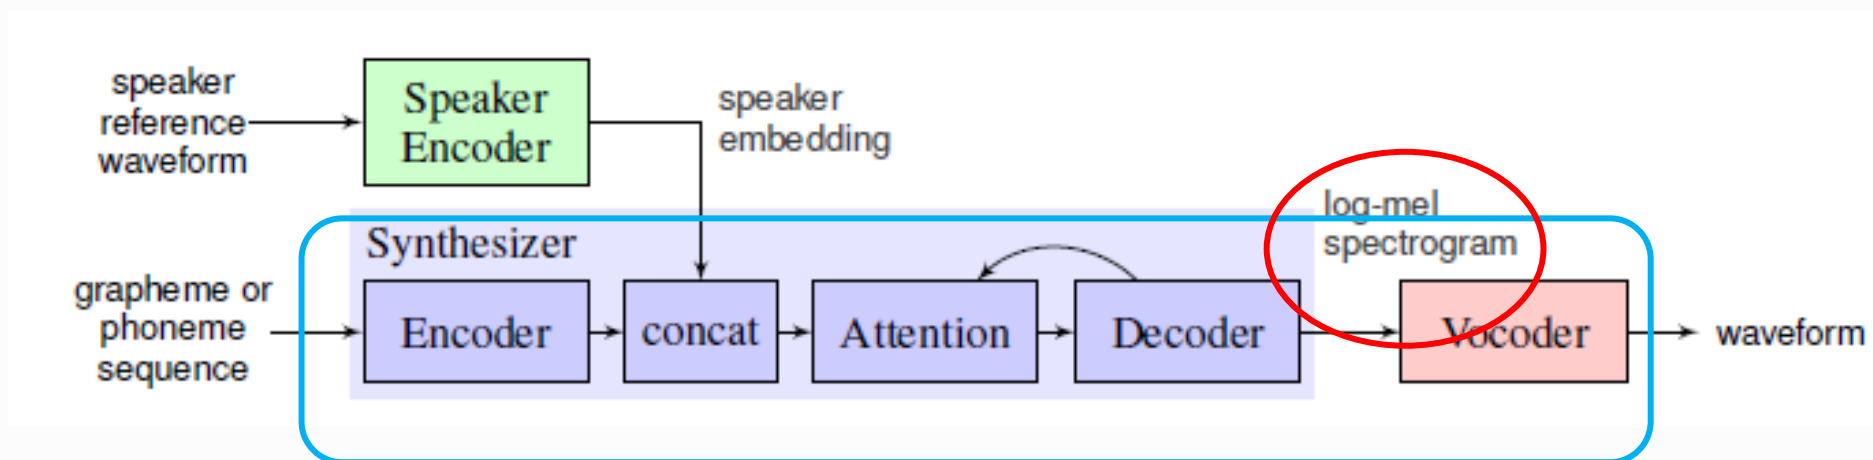 speaker
reference
waveform
Speaker
Encoder
speaker
embedding
log-mel
spectrogram
Synthesizer
grapheme or
phoneme
sequence
Encoder
concat
Attention
Decoder
Vocoder
waveform